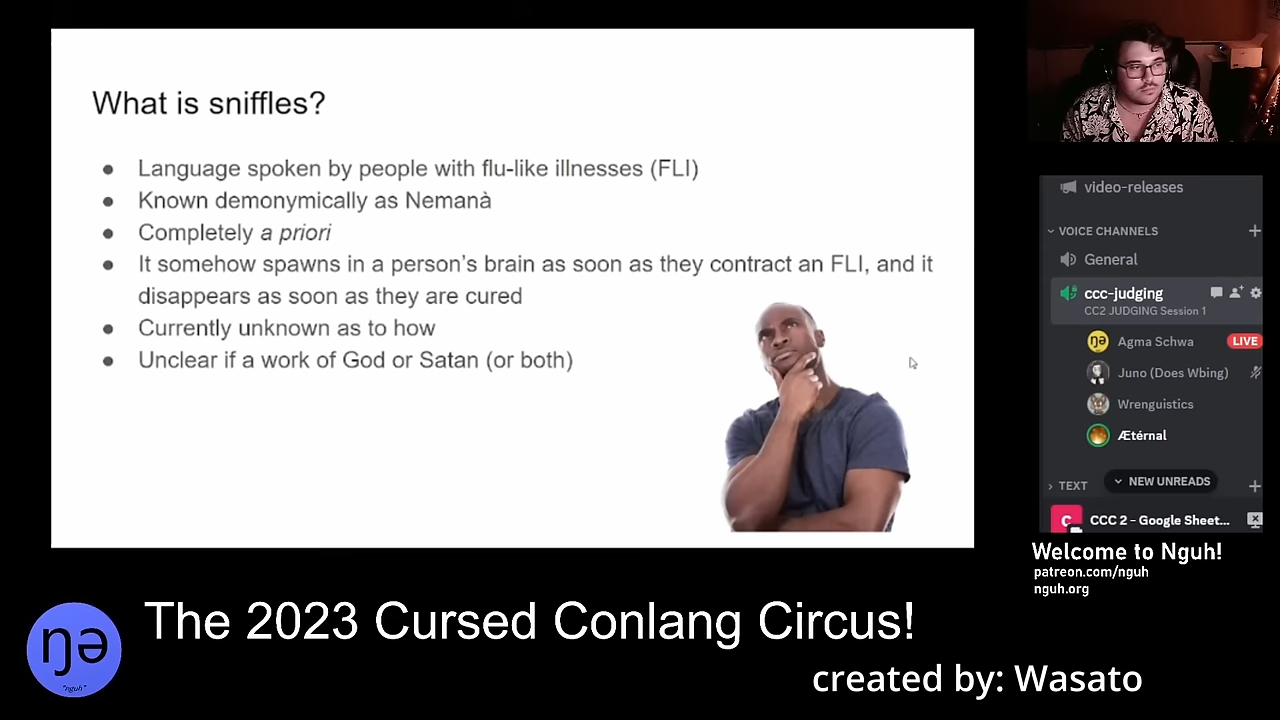 What is sniffles?
Language spoken by people with flu-like illnesses (FLI)
Known demonymically as Nemanà
Completely a priori
It somehow spawns in a person's brain as soon as they contract an FLI, and it
disappears as soon as they are cured
Currently unknown as to how
Unclear if a work of God or Satan (or both)
video-releases
VOICE CHANNELS
General
ccc-judging
CC2 JUDGING Session 1
ŋə Agma Schwa LIVE
Juno (Does Wbing)
Wrenguistics
Ætérnal
TEXT NEW UNREADS
C CCC 2 - Google Sheet...
Welcome to Nguh!
patreon.com/nguh
nguh.org
ŋə
"nguh"
The 2023 Cursed Conlang Circus!
created by: Wasato